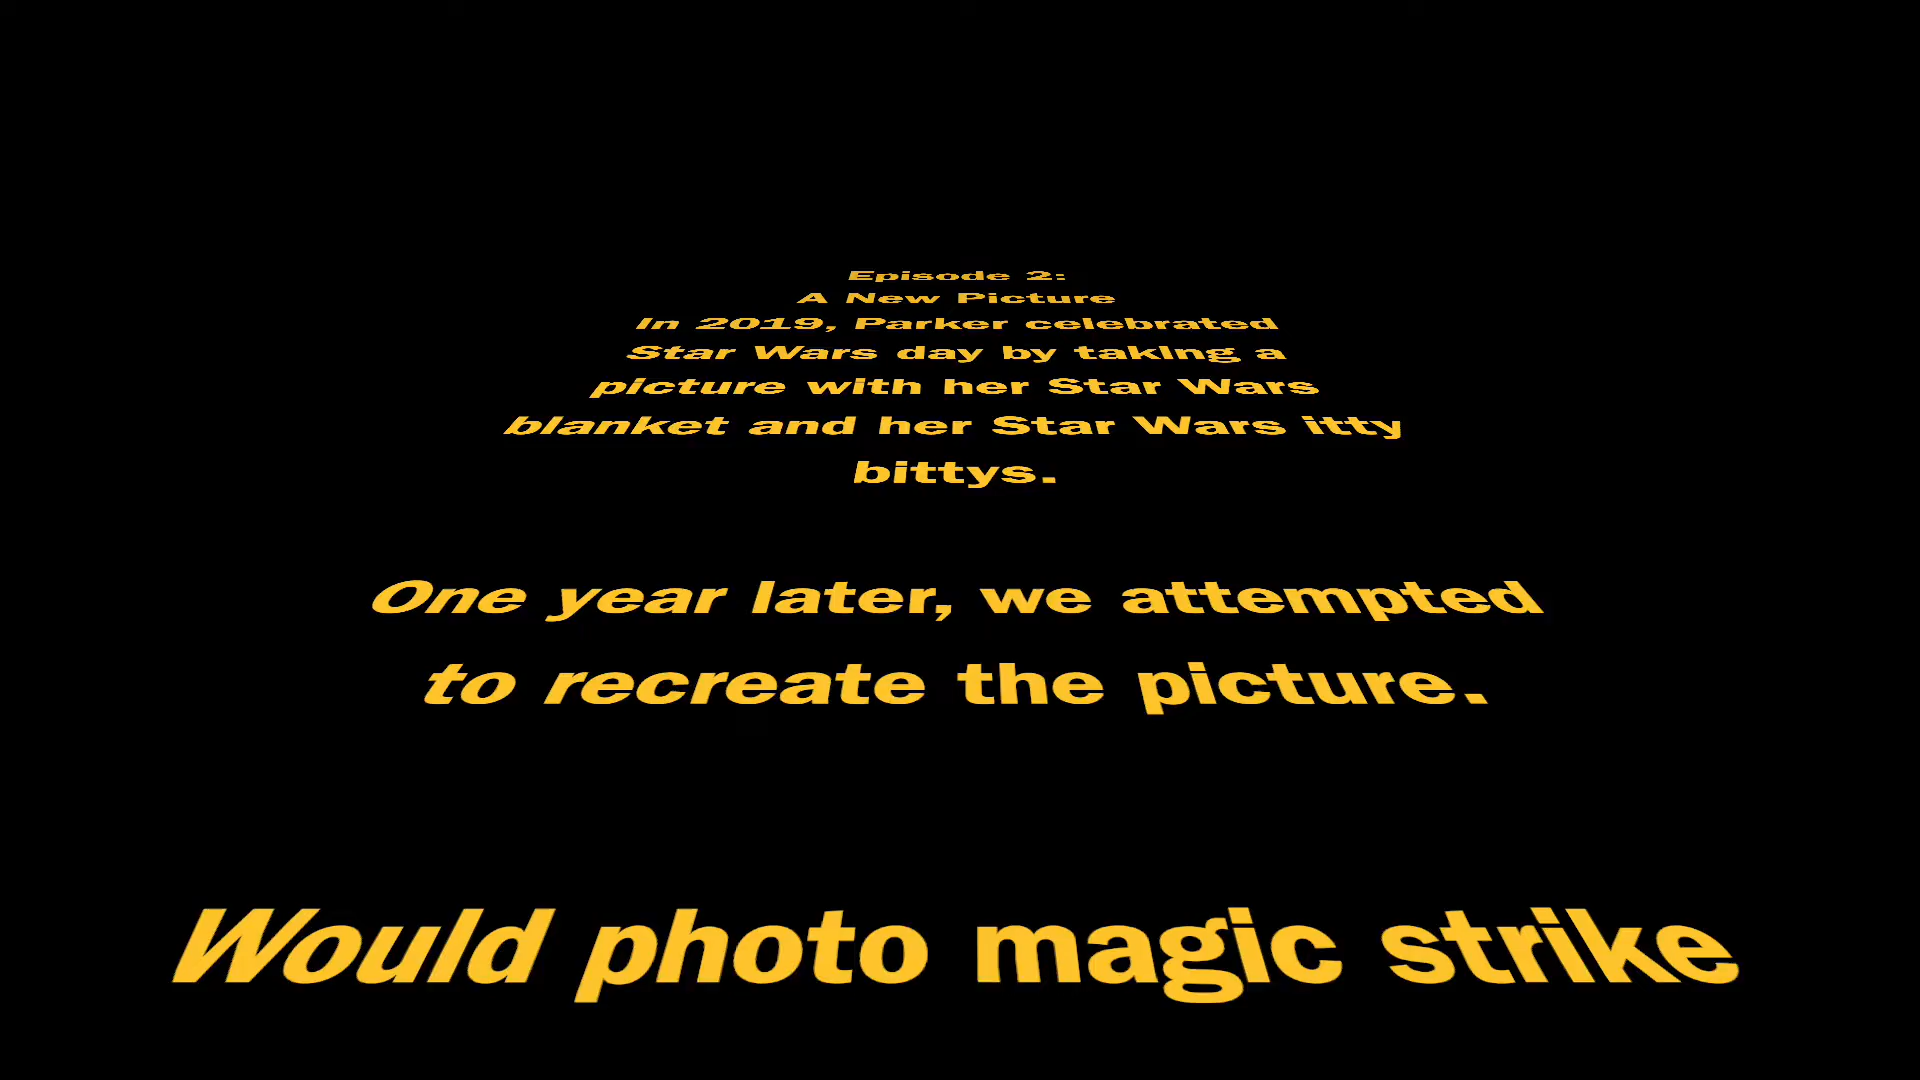 Episode 2:
A New Picture
In 2019, Parker celebrated
Star Wars day by taking a
picture with her Star Wars
blanket and her Star Wars itty
bittys.
One year later, we attempted
to recreate the picture.
Would photo magic strike